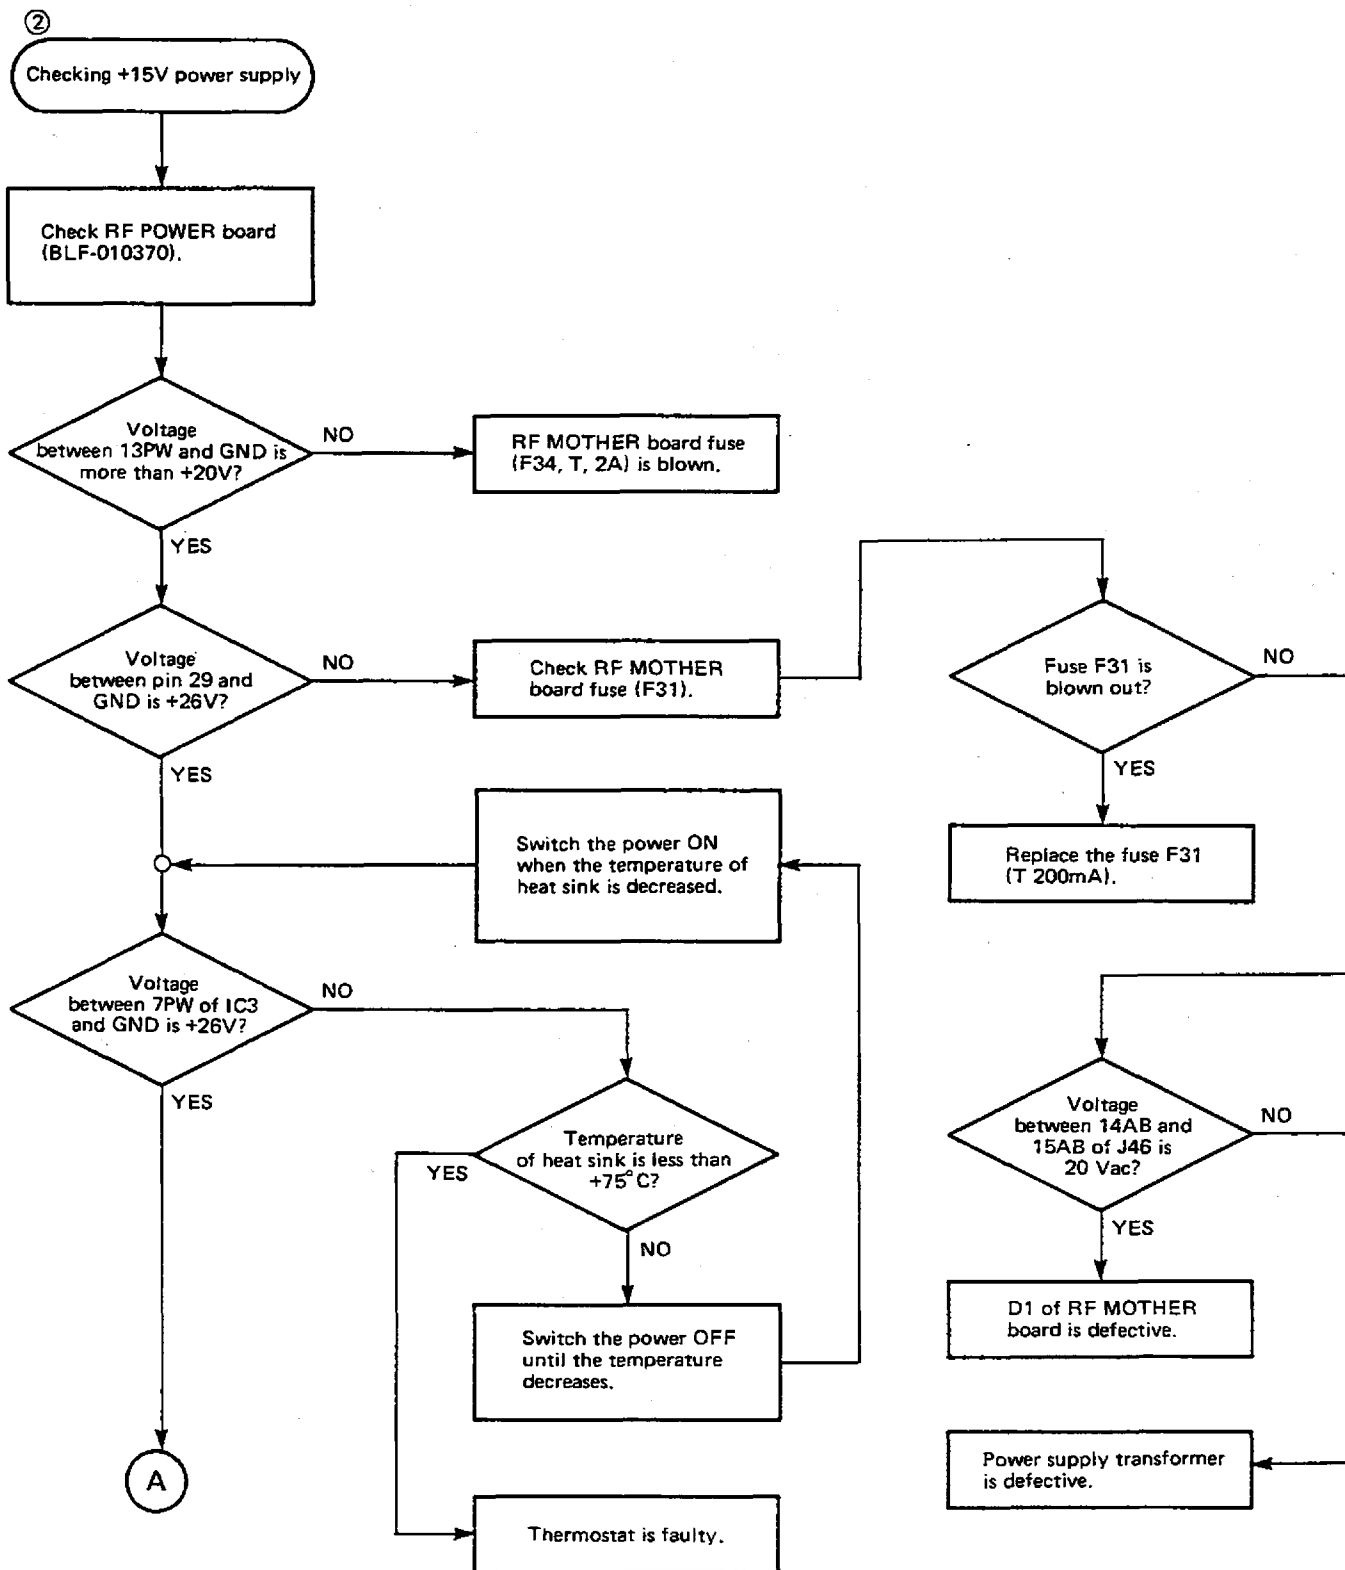 ②
Checking +15V power supply
Check RF POWER board
(BLF-010370).
Voltage
between 13PW and GND is
more than +20V?
NO
RF MOTHER board fuse
(F34, T, 2A) is blown.
YES
Voltage
between pin 29 and
GND is +26V?
NO
Check RF MOTHER
board fuse (F31).
Fuse F31 is
blown out?
NO
YES
YES
Replace the fuse F31
(T 200mA).
Switch the power ON
when the temperature of
heat sink is decreased.
Voltage
between 7PW of IC3
and GND is +26V?
NO
YES
Temperature
of heat sink is less than
+75°C?
YES
NO
Voltage
between 14AB and
15AB of J46 is
20 Vac?
NO
YES
Switch the power OFF
until the temperature
decreases.
D1 of RF MOTHER
board is defective.
Power supply transformer
is defective.
A
Thermostat is faulty.